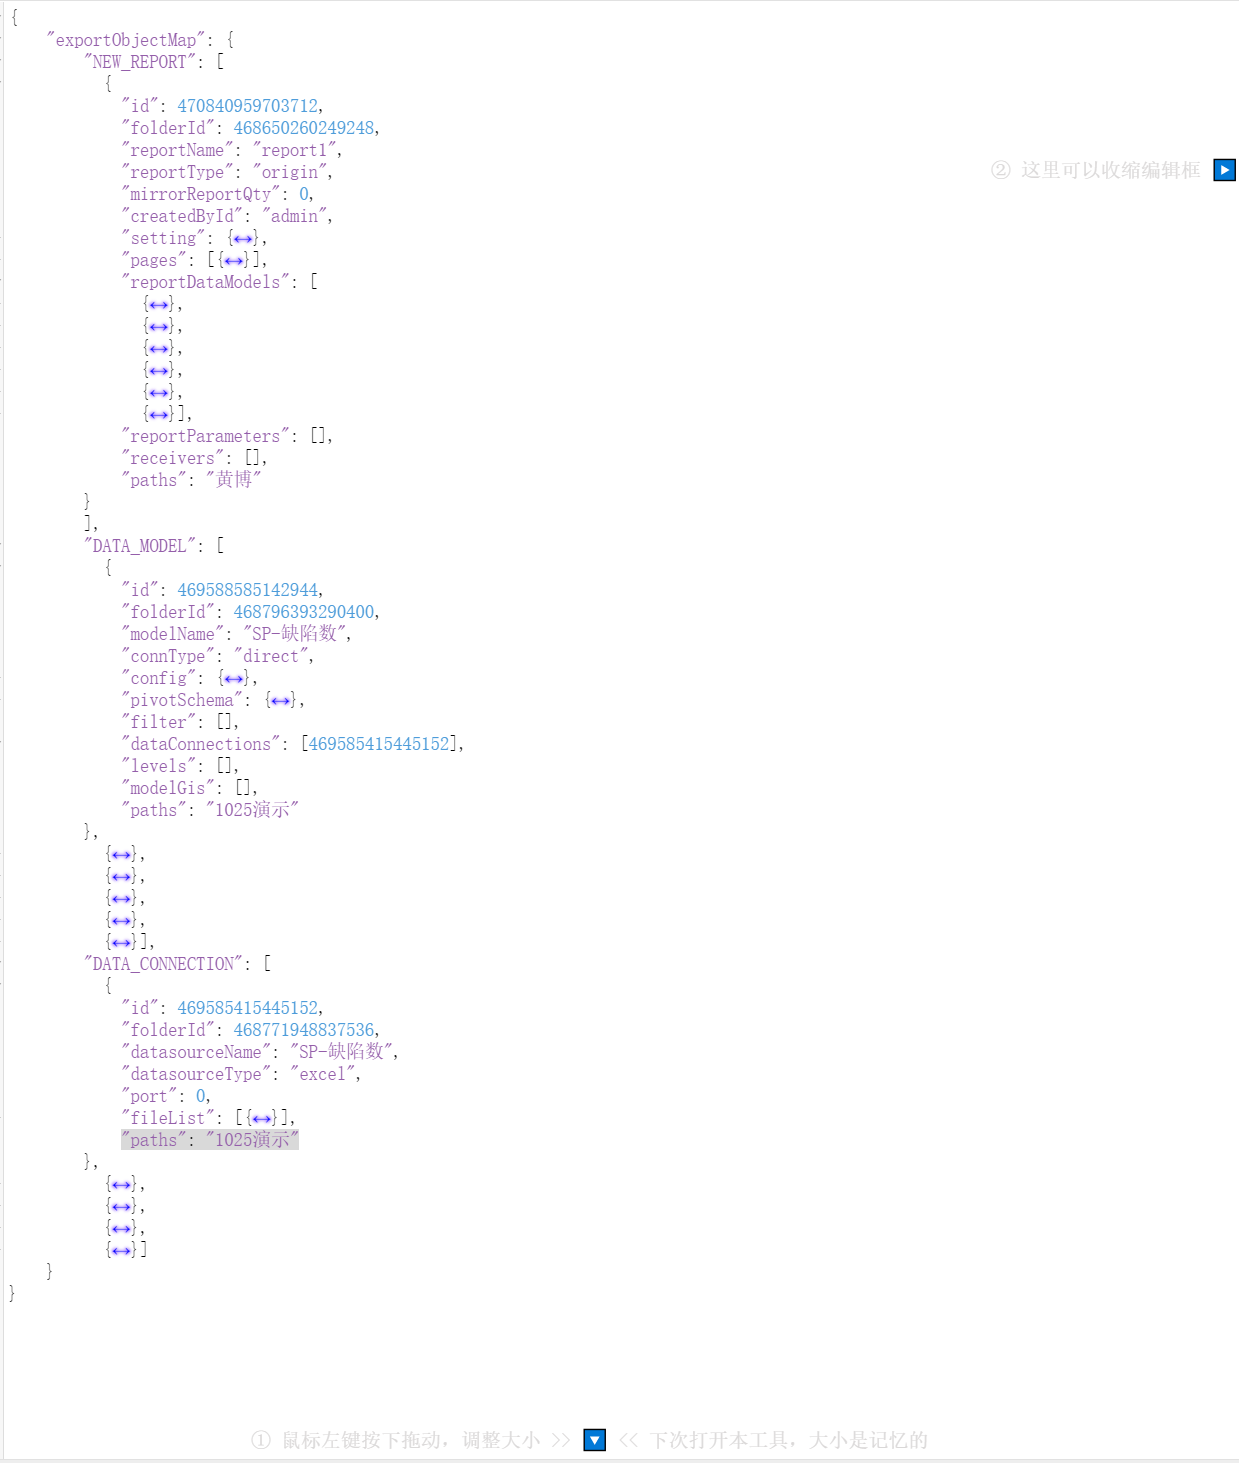 {
"exportObjectMap": {
"NEW_REPORT": [
{
"id": 470840959703712,
"folderId": 468650260249248,
"reportName": "report1",
② 这里可以收缩编辑框
"reportType": "origin",
"mirrorReportQty": 0,
"createdById": "admin",
"setting": {↔},
"pages": [{↔}],
"reportDataModels": [
{↔},
{↔},
{↔},
{↔},
{↔},
{↔}],
"reportParameters": [],
"receivers": [],
"paths": "黄博"
}
],
"DATA_MODEL": [
{
"id": 469588585142944,
"folderId": 468796393290400,
"modelName": "SP-缺陷数",
"connType": "direct",
"config": {↔},
"pivotSchema": {↔},
"filter": [],
"dataConnections": [469585415445152],
"levels": [],
"modelGis": [],
"paths": "1025演示"
},
{↔},
{↔},
{↔},
{↔},
{↔}],
"DATA_CONNECTION": [
{
"id": 469585415445152,
"folderId": 468771948837536,
"datasourceName": "SP-缺陷数",
"datasourceType": "excel",
"port": 0,
"fileList": [{↔}],
"paths": "1025演示"
},
{↔},
{↔},
{↔},
{↔}]
}
}
① 鼠标左键按下拖动，调整大小 >> << 下次打开本工具，大小是记忆的